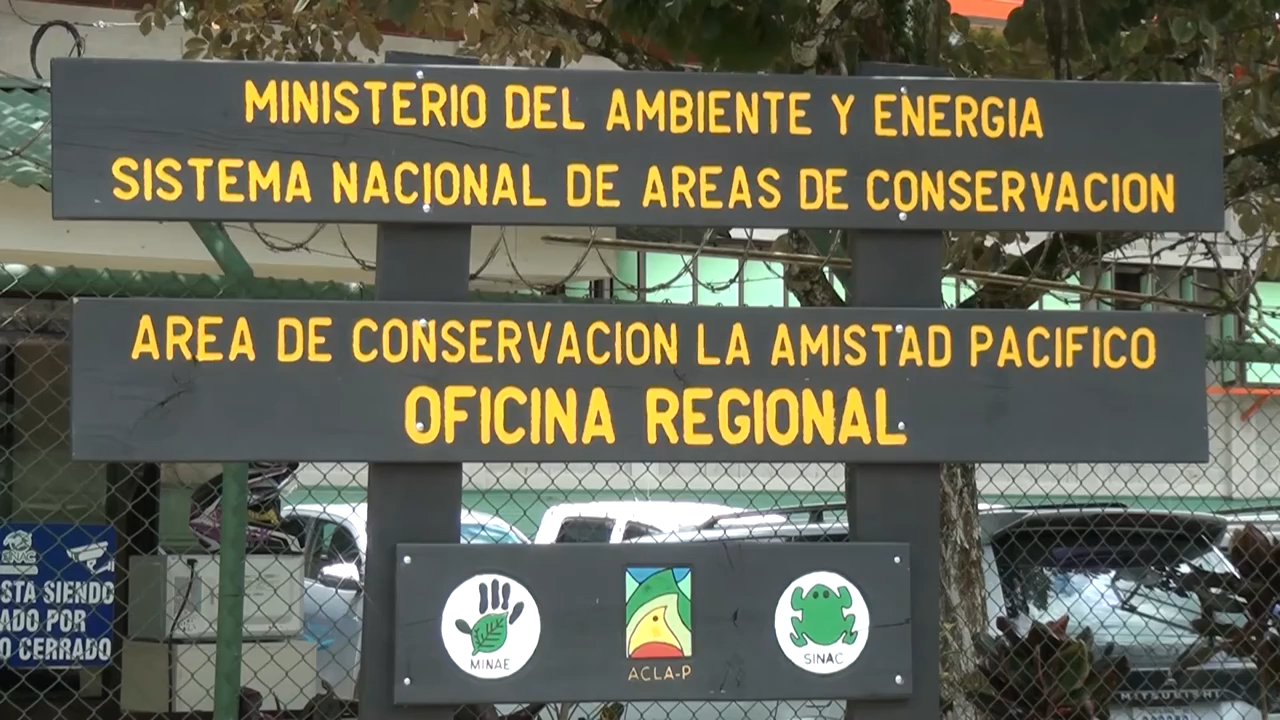 MINISTERIO DEL AMBIENTE Y ENERGIA
SISTEMA NACIONAL DE AREAS DE CONSERVACION
AREA DE CONSERVACION LA AMISTAD PACIFICO
OFICINA REGIONAL
MINAE
ACLA-P
SINAC
SINAC
STA SIENDO
ADO POR
O CERRADO
MITSUBISHI